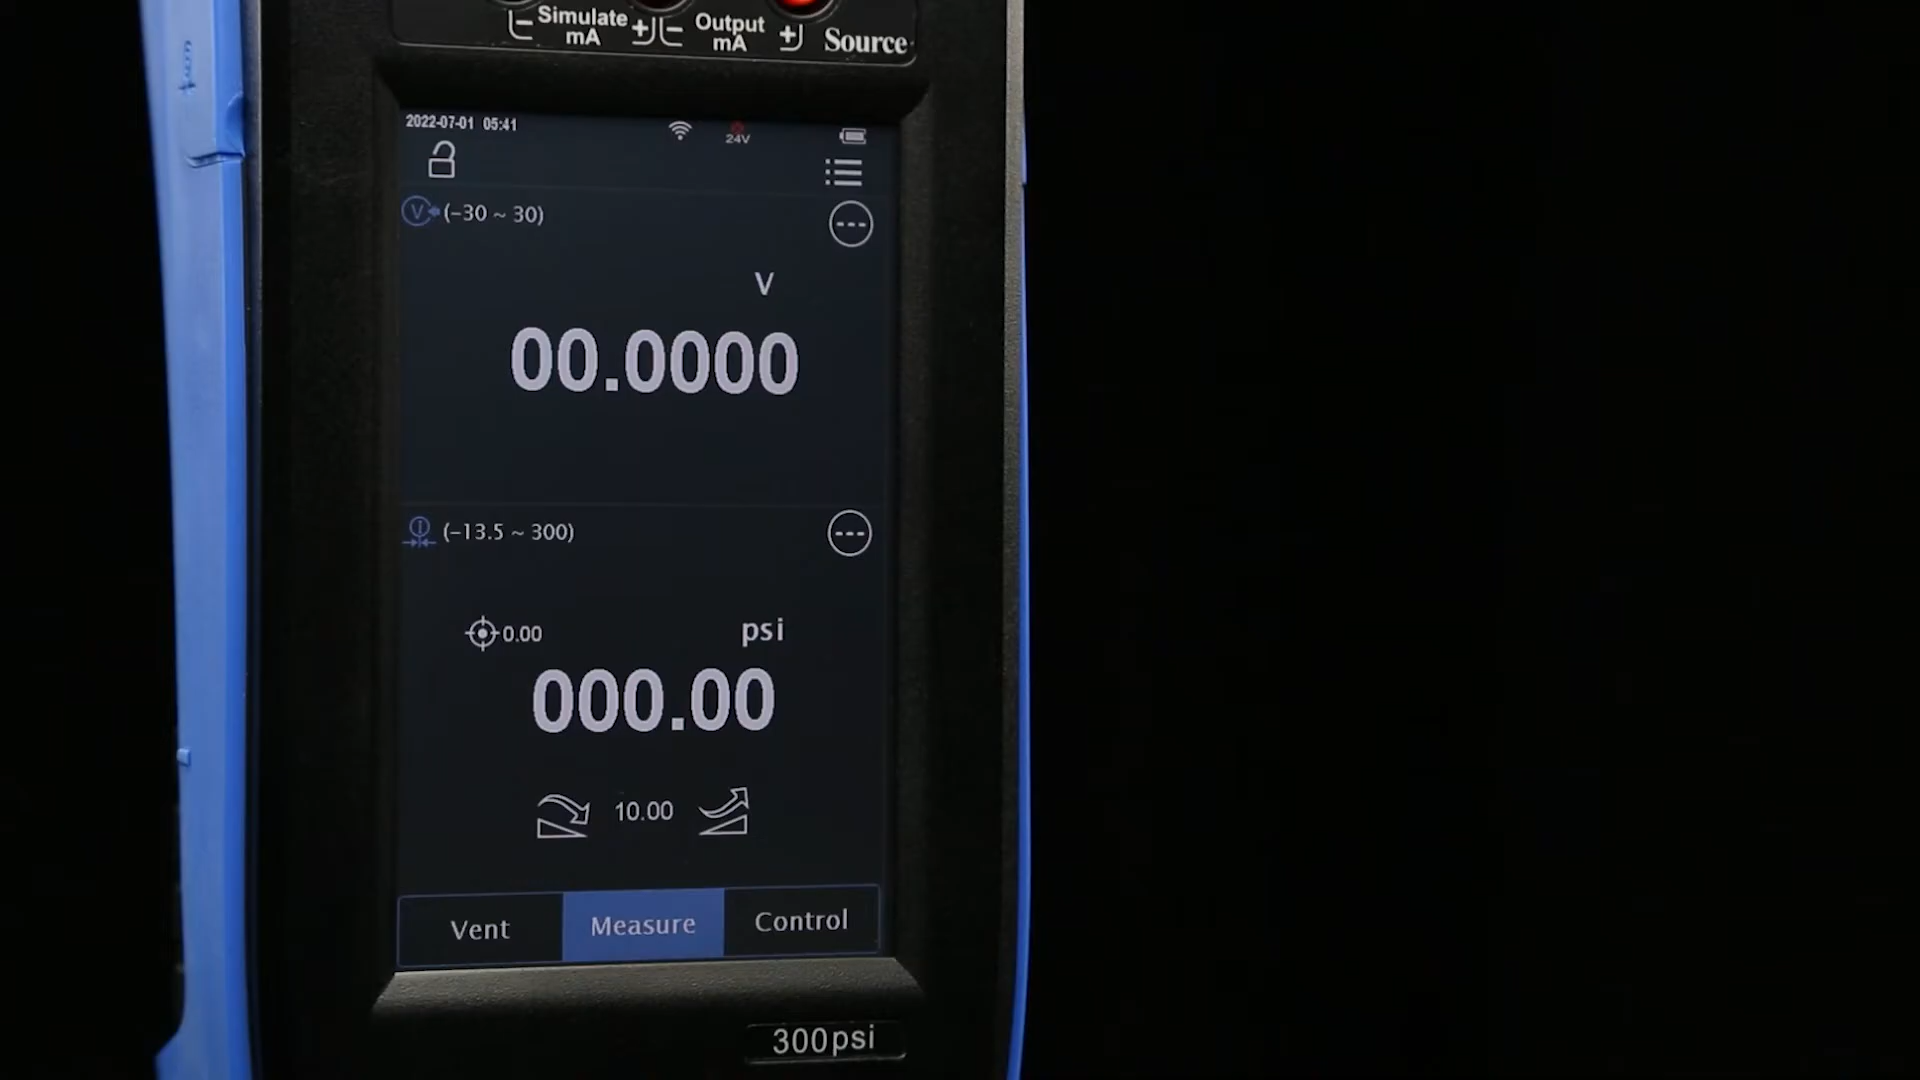 Simulate
mA
Output
mA
Source
2022-07-01 05:41
24V
V (−30 ~ 30)
V
00.0000
(−13.5 ~ 300)
0.00
psi
000.00
10.00
Vent
Measure
Control
300psi